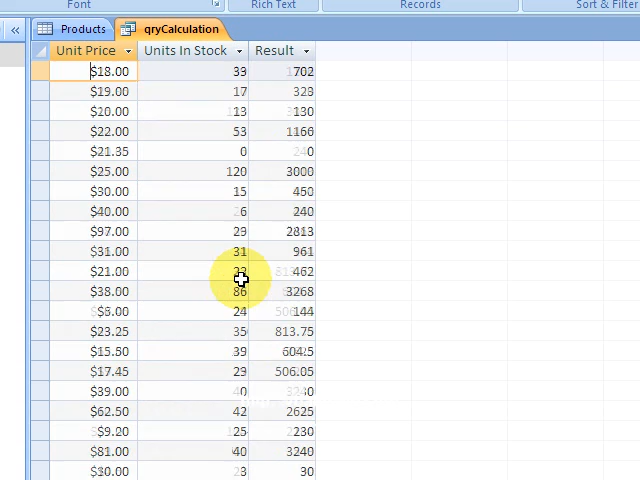 Font Rich Text Records Sort & Filter
« Products qryCalculation
Unit Price Units In Stock Result
$18.00 39 702
$19.00 17 323
$20.00 13
$22.00 53 1166
$21.35 0 0
$25.00 120 3000
$30.00 15 450
$40.00 6 240
$97.00 29 2813
$31.00 31 961
$21.00 22 462
$38.00 86 3268
$6.00 24 144
$23.25 35 813.75
$15.50 39 604.5
$17.45 29 506.05
$39.00
$62.50 42 2625
$9.20 25 230
$81.00 40 3240
$10.00 3 30